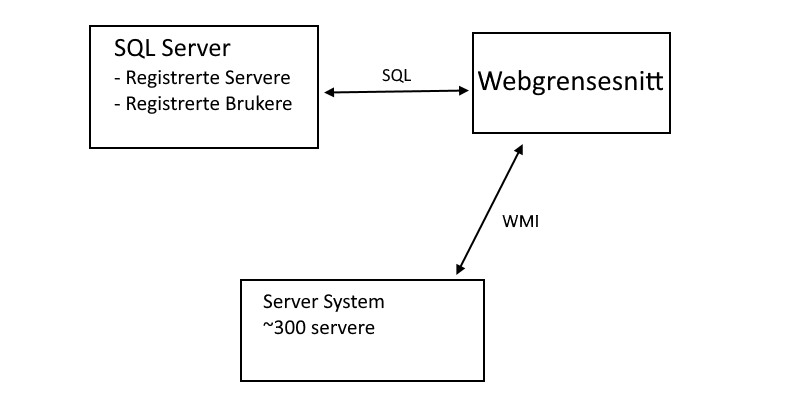 SQL Server
- Registrerte Servere
- Registrerte Brukere
SQL
Webgrensesnitt
WMI
Server System
~300 servere